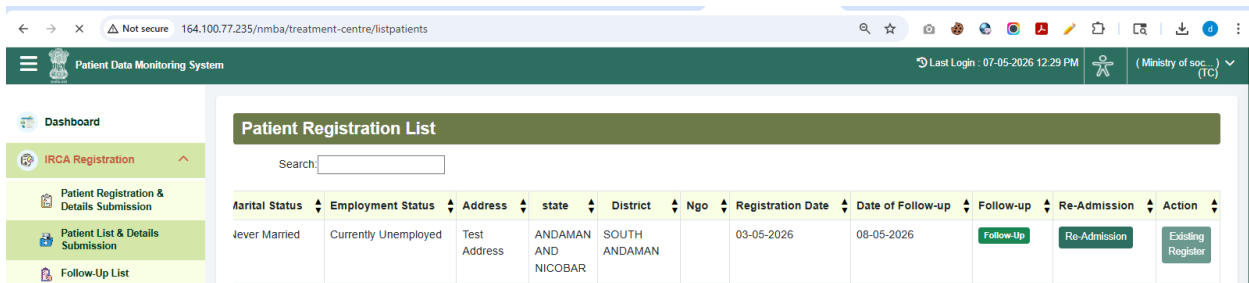 Not secure 164.100.77.235/nmba/treatment-centre/listpatients
d
Patient Data Monitoring System
Last Login : 07-05-2026 12:29 PM
( Ministry of soc... )
(TC)
Dashboard
IRCA Registration
Patient Registration &
Details Submission
Patient List & Details
Submission
Follow-Up List
Patient Registration List
Search:
Marital Status Employment Status Address state District Ngo Registration Date Date of Follow-up Follow-up Re-Admission Action
Never Married Currently Unemployed Test SOUTH 03-05-2026 08-05-2026 Follow-Up Re-Admission Existing
Address ANDAMAN Register
ANDAMAN
AND
NICOBAR